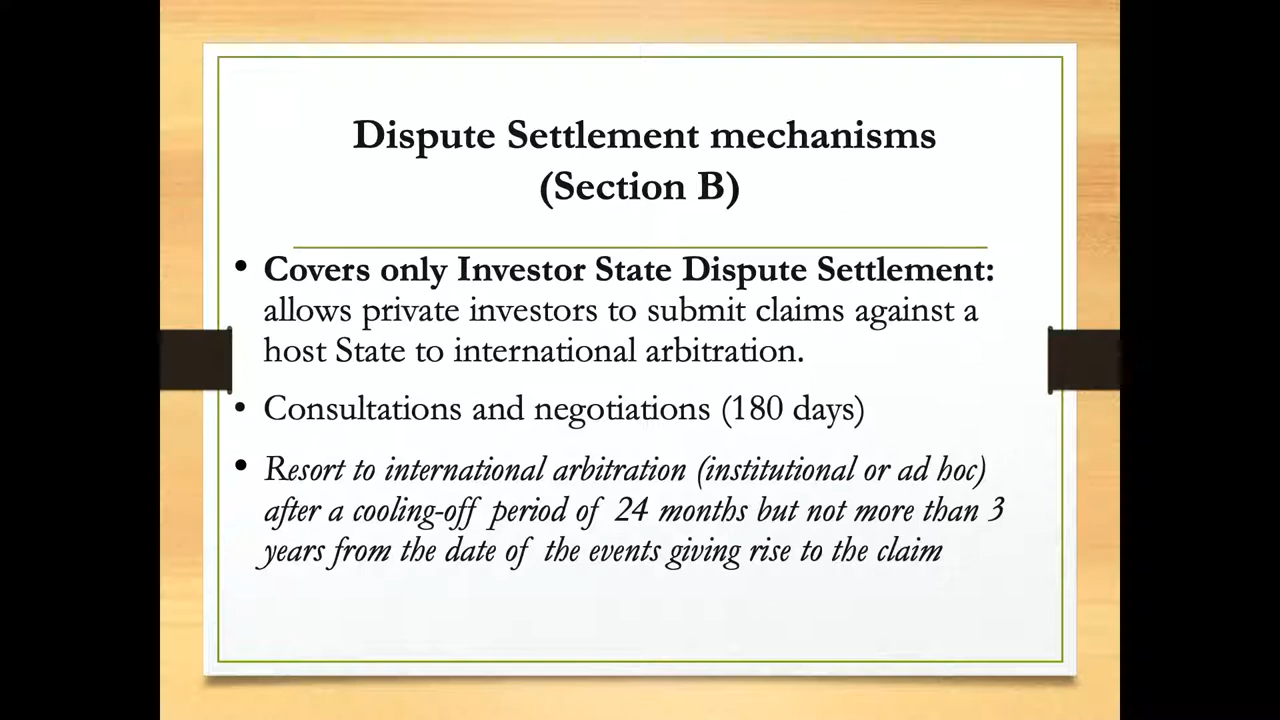 Dispute Settlement mechanisms
(Section B)
• Covers only Investor State Dispute Settlement:
allows private investors to submit claims against a
host State to international arbitration.
• Consultations and negotiations (180 days)
• Resort to international arbitration (institutional or ad hoc)
after a cooling-off period of 24 months but not more than 3
years from the date of the events giving rise to the claim